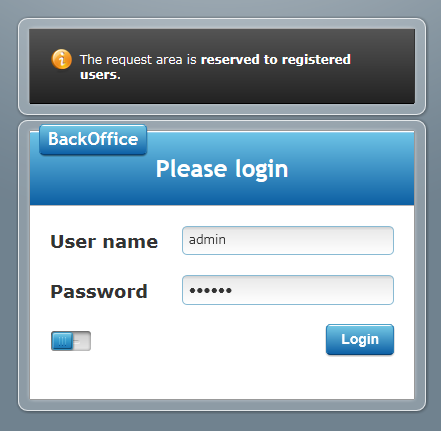 The request area is reserved to registered
users.
BackOffice
Please login
User name
admin
Password
••••••
Login